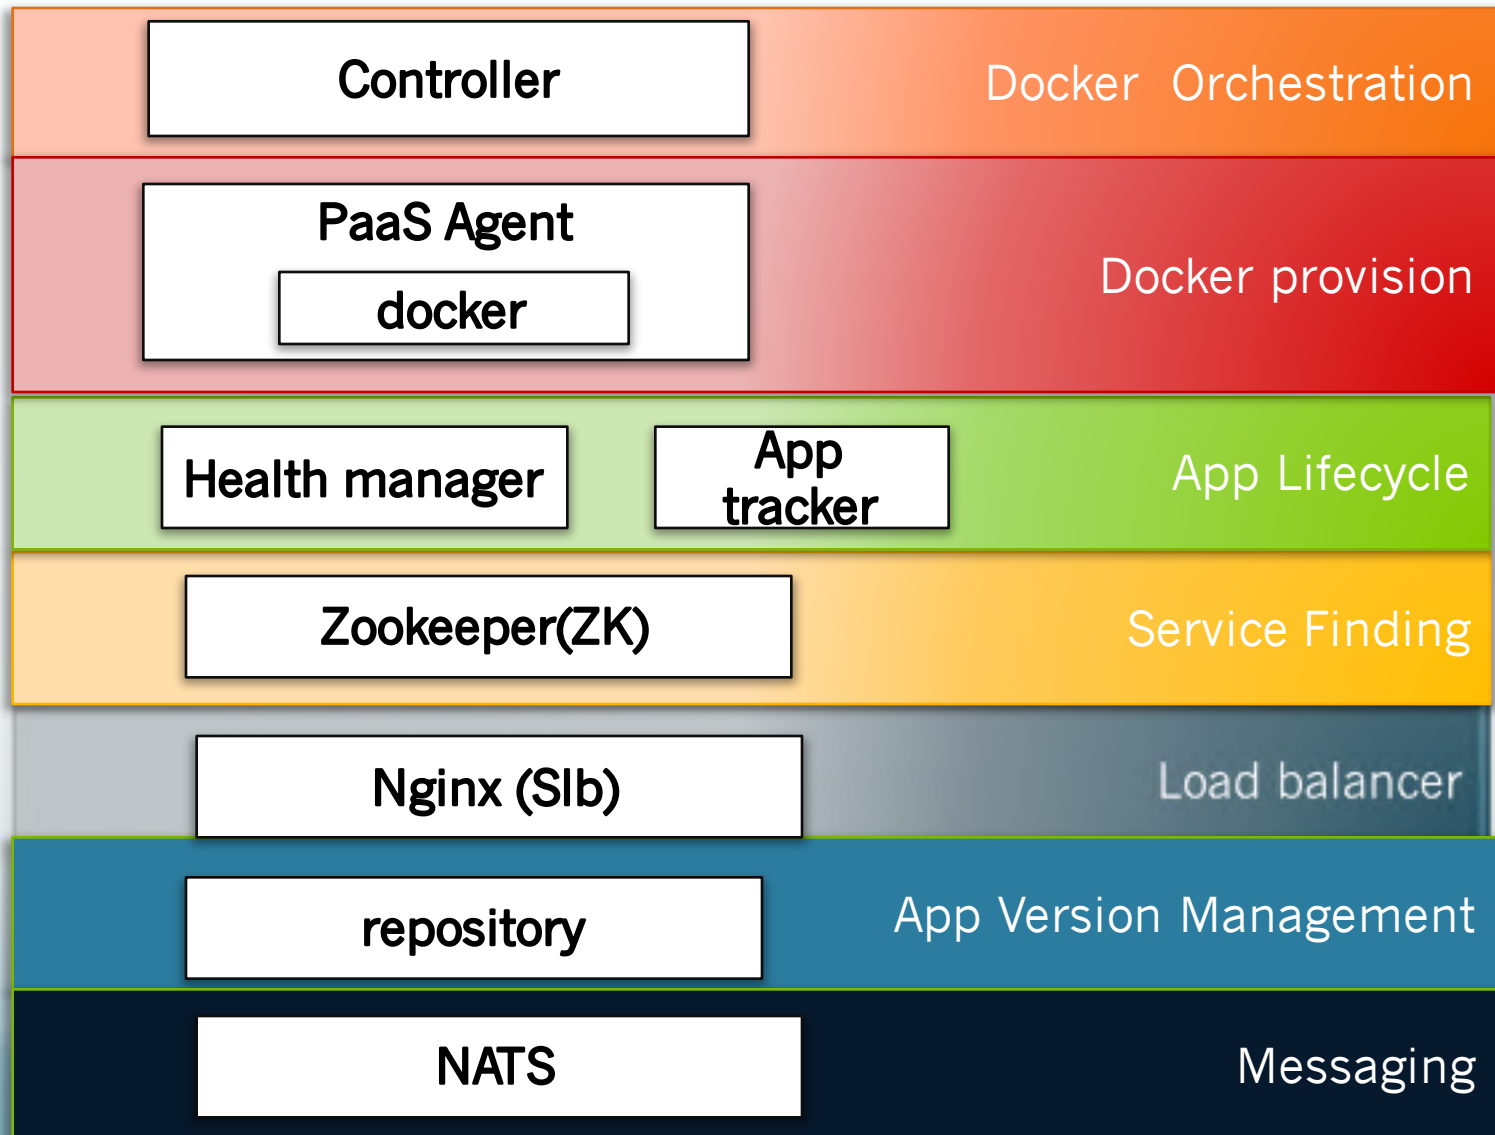 Controller
Docker Orchestration
PaaS Agent
docker
Docker provision
Health manager
App
tracker
App Lifecycle
Zookeeper(ZK)
Service Finding
Nginx (Slb)
Load balancer
repository
App Version Management
NATS
Messaging